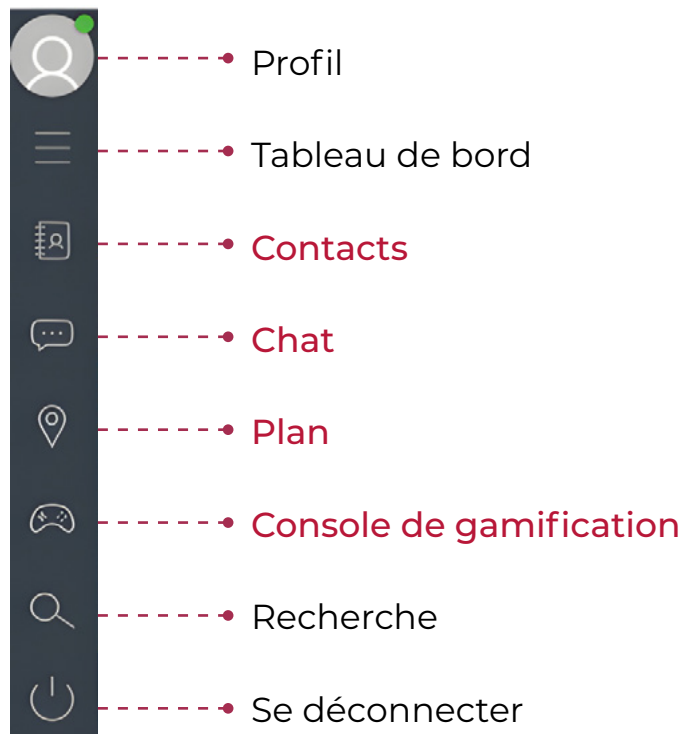 Profil
Tableau de bord
Contacts
Chat
Plan
Console de gamification
Recherche
Se déconnecter